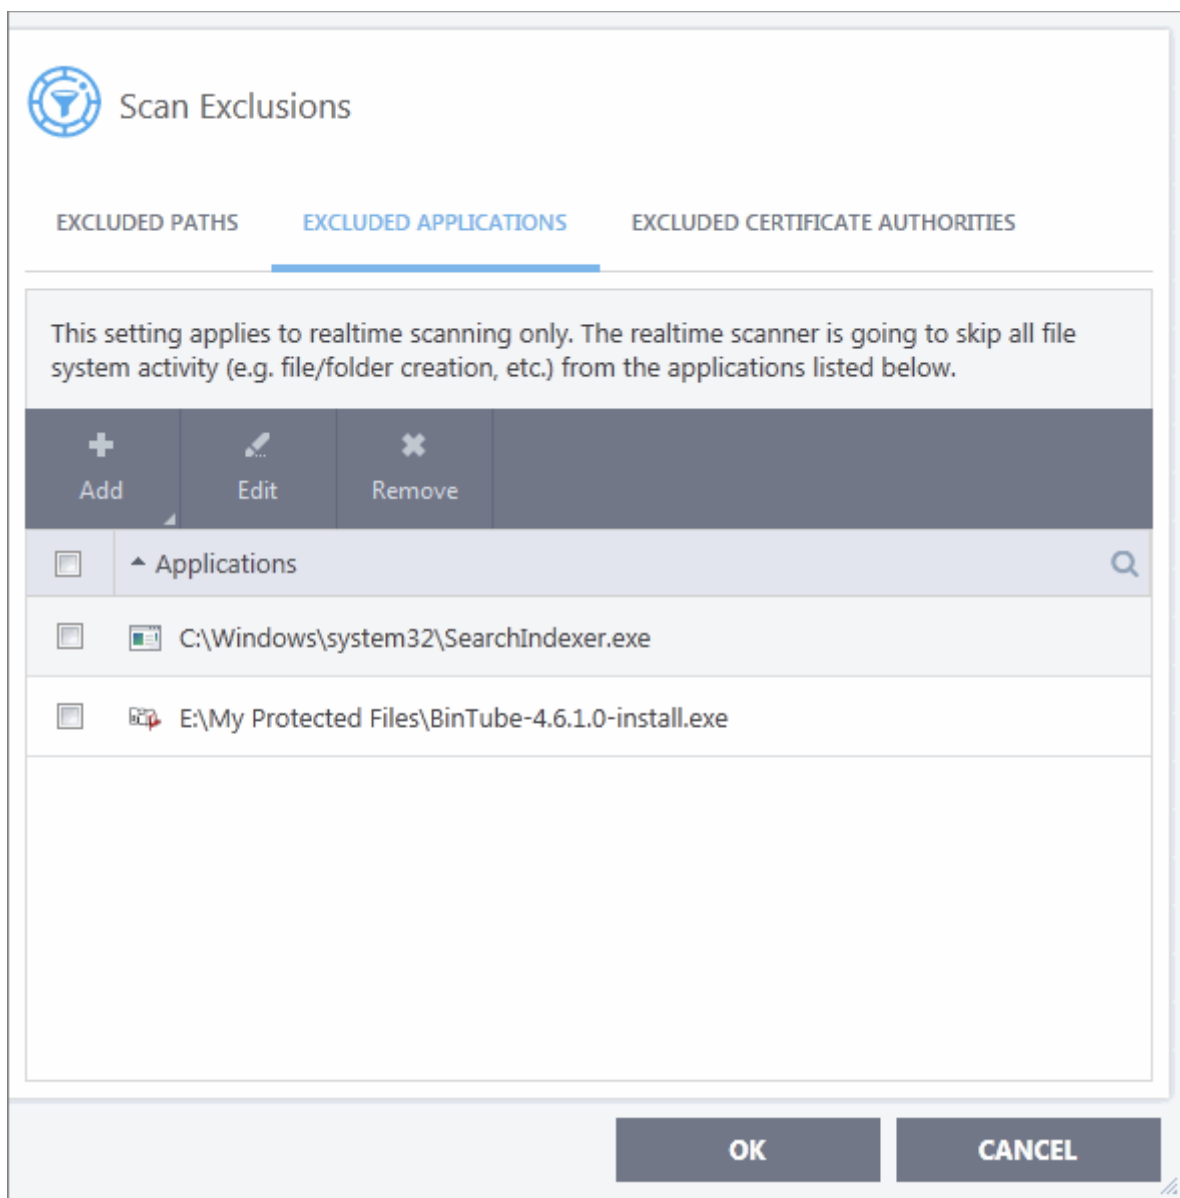 Scan Exclusions
EXCLUDED PATHS EXCLUDED APPLICATIONS EXCLUDED CERTIFICATE AUTHORITIES
This setting applies to realtime scanning only. The realtime scanner is going to skip all file
system activity (e.g. file/folder creation, etc.) from the applications listed below.
Add Edit Remove
Applications
C:\Windows\system32\SearchIndexer.exe
E:\My Protected Files\BinTube-4.6.1.0-install.exe
OK CANCEL